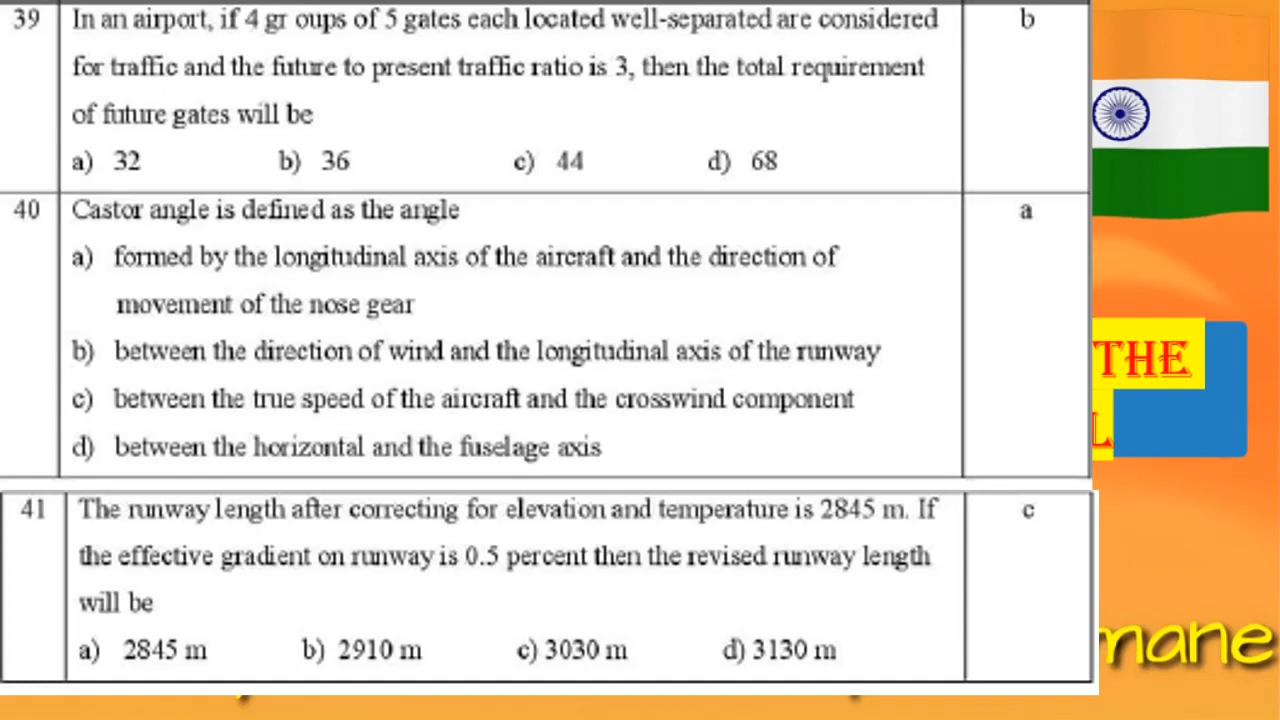 39 In an airport, if 4 gr oups of 5 gates each located well-separated are considered b
for traffic and the future to present traffic ratio is 3, then the total requirement
of future gates will be
a) 32 b) 36 c) 44 d) 68
40 Castor angle is defined as the angle a
a) formed by the longitudinal axis of the aircraft and the direction of
movement of the nose gear
b) between the direction of wind and the longitudinal axis of the runway
THE
c) between the true speed of the aircraft and the crosswind component
L
d) between the horizontal and the fuselage axis
41 The runway length after correcting for elevation and temperature is 2845 m. If c
the effective gradient on runway is 0.5 percent then the revised runway length
will be
a) 2845 m b) 2910 m c) 3030 m d) 3130 m
mane